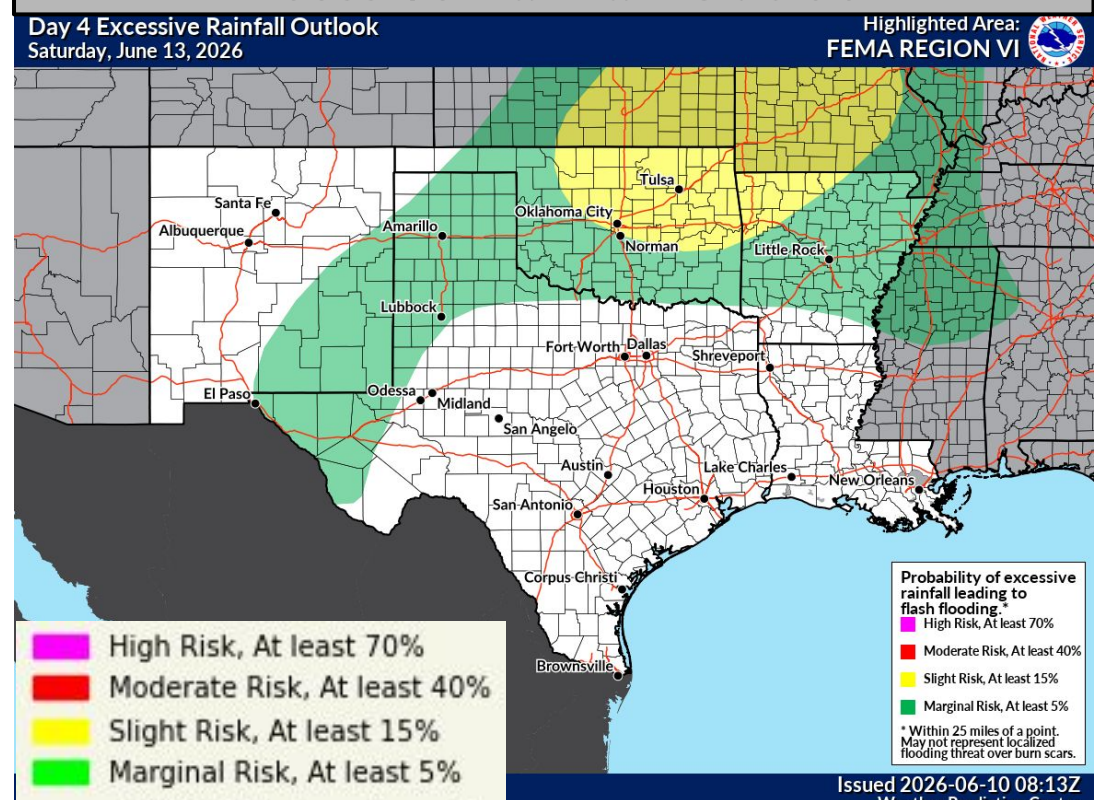 Day 4 Excessive Rainfall Outlook
Saturday, June 13, 2026
Highlighted Area:
FEMA REGION VI
NATIONAL WEATHER SERVICE
Tulsa
Santa Fe
Oklahoma City
Albuquerque
Amarillo
Norman
Little Rock
Lubbock
Fort Worth
Dallas
Shreveport
El Paso
Odessa
Midland
San Angelo
Austin
Lake Charles
New Orleans
Houston
San Antonio
Corpus Christi
Brownsville
Probability of excessive
rainfall leading to
flash flooding.*
High Risk, At least 70%
Moderate Risk, At least 40%
Slight Risk, At least 15%
Marginal Risk, At least 5%
* Within 25 miles of a point.
May not represent localized
flooding threat over burn scars.
High Risk, At least 70%
Moderate Risk, At least 40%
Slight Risk, At least 15%
Marginal Risk, At least 5%
Issued 2026-06-10 08:13Z